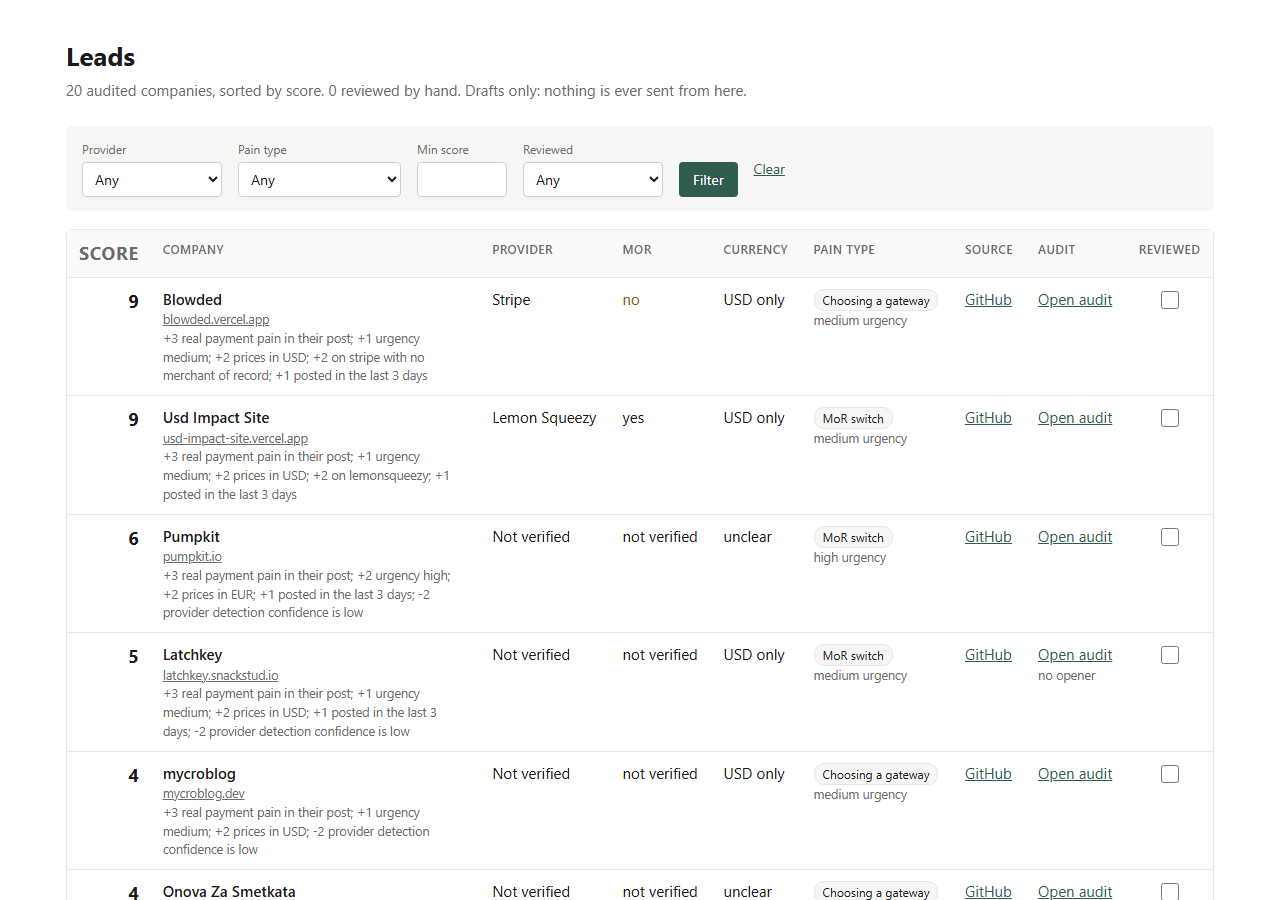 Leads
20 audited companies, sorted by score. 0 reviewed by hand. Drafts only: nothing is ever sent from here.
Provider Pain type Min score Reviewed
Any Any Any Filter Clear
SCORE COMPANY PROVIDER MOR CURRENCY PAIN TYPE SOURCE AUDIT REVIEWED
9 Blowded Stripe no USD only Choosing a gateway GitHub Open audit
blowded.vercel.app medium urgency
+3 real payment pain in their post; +1 urgency
medium; +2 prices in USD; +2 on stripe with no
merchant of record; +1 posted in the last 3 days
9 Usd Impact Site Lemon Squeezy yes USD only MoR switch GitHub Open audit
usd-impact-site.vercel.app medium urgency
+3 real payment pain in their post; +1 urgency
medium; +2 prices in USD; +2 on lemonsqueezy; +1
posted in the last 3 days
6 Pumpkit Not verified not verified unclear MoR switch GitHub Open audit
pumpkit.io high urgency
+3 real payment pain in their post; +2 urgency high;
+2 prices in EUR; +1 posted in the last 3 days; -2
provider detection confidence is low
5 Latchkey Not verified not verified USD only MoR switch GitHub Open audit
latchkey.snackstud.io medium urgency no opener
+3 real payment pain in their post; +1 urgency
medium; +2 prices in USD; +1 posted in the last 3
days; -2 provider detection confidence is low
4 mycroblog Not verified not verified USD only Choosing a gateway GitHub Open audit
mycroblog.dev medium urgency
+3 real payment pain in their post; +1 urgency
medium; +2 prices in USD; -2 provider detection
confidence is low
4 Onova Za Smetkata Not verified not verified unclear Choosing a gateway GitHub Open audit